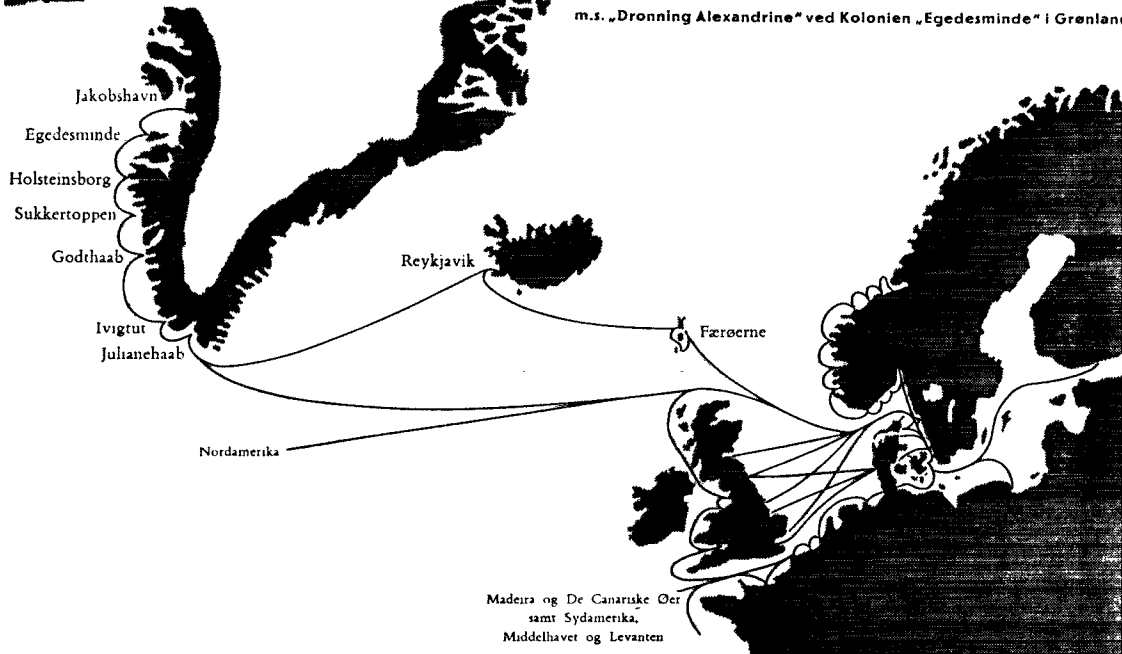 m.s. „Dronning Alexandrine” ved Kolonien „Egedesminde” i Grønland
Jakobshavn
Egedesminde
Holsteinsborg
Sukkertoppen
Godthaab
Reykjavik
Ivigtut
Færøerne
Julianehaab
Nordamerika
Madeira og De Canariske Øer
samt Sydamerika,
Middelhavet og Levanten